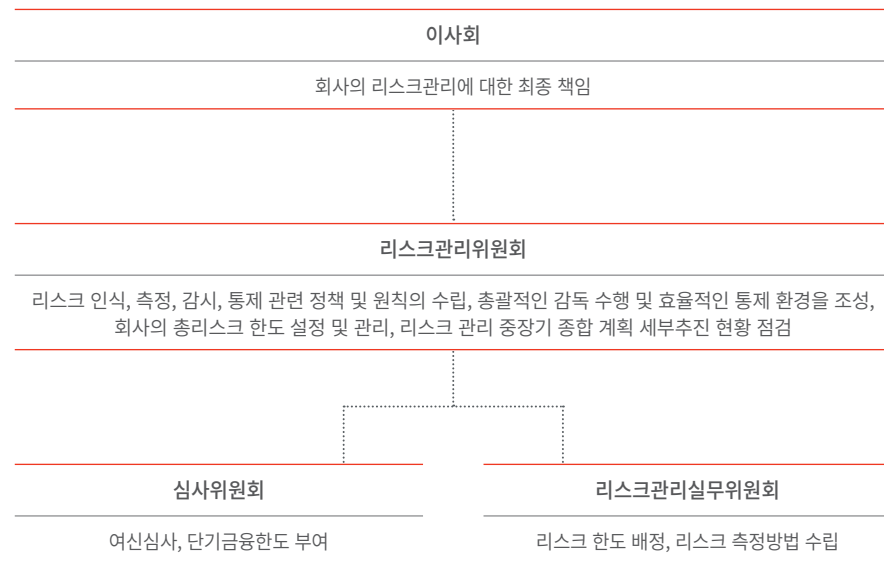 이사회
회사의 리스크관리에 대한 최종 책임
리스크관리위원회
리스크 인식, 측정, 감시, 통제 관련 정책 및 원칙의 수립, 총괄적인 감독 수행 및 효율적인 통제 환경을 조성,
회사의 총리스크 한도 설정 및 관리, 리스크 관리 중장기 종합 계획 세부추진 현황 점검
심사위원회
여신심사, 단기금융한도 부여
리스크관리실무위원회
리스크 한도 배정, 리스크 측정방법 수립